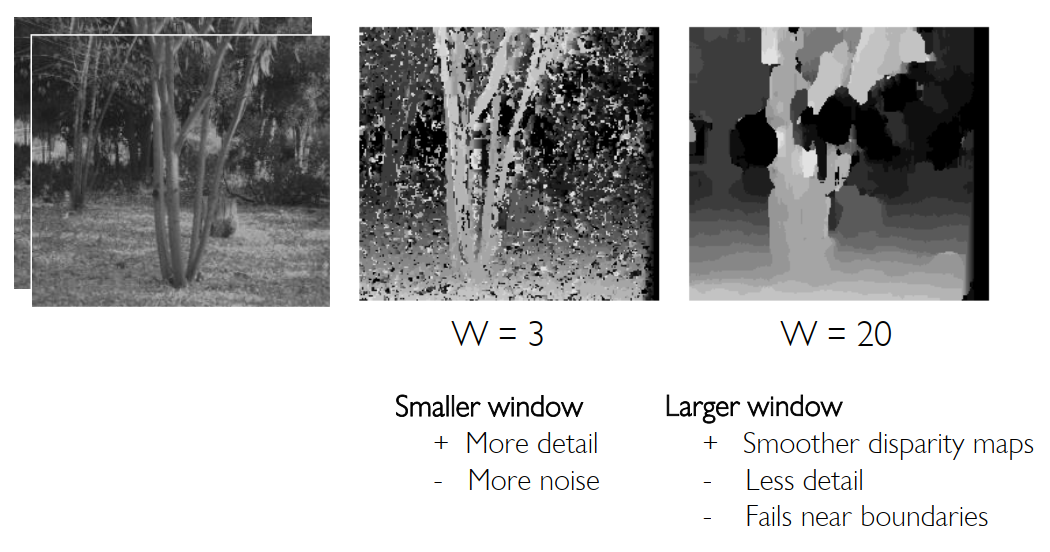 W = 3
W = 20
Smaller window
+ More detail
- More noise
Larger window
+ Smoother disparity maps
- Less detail
- Fails near boundaries